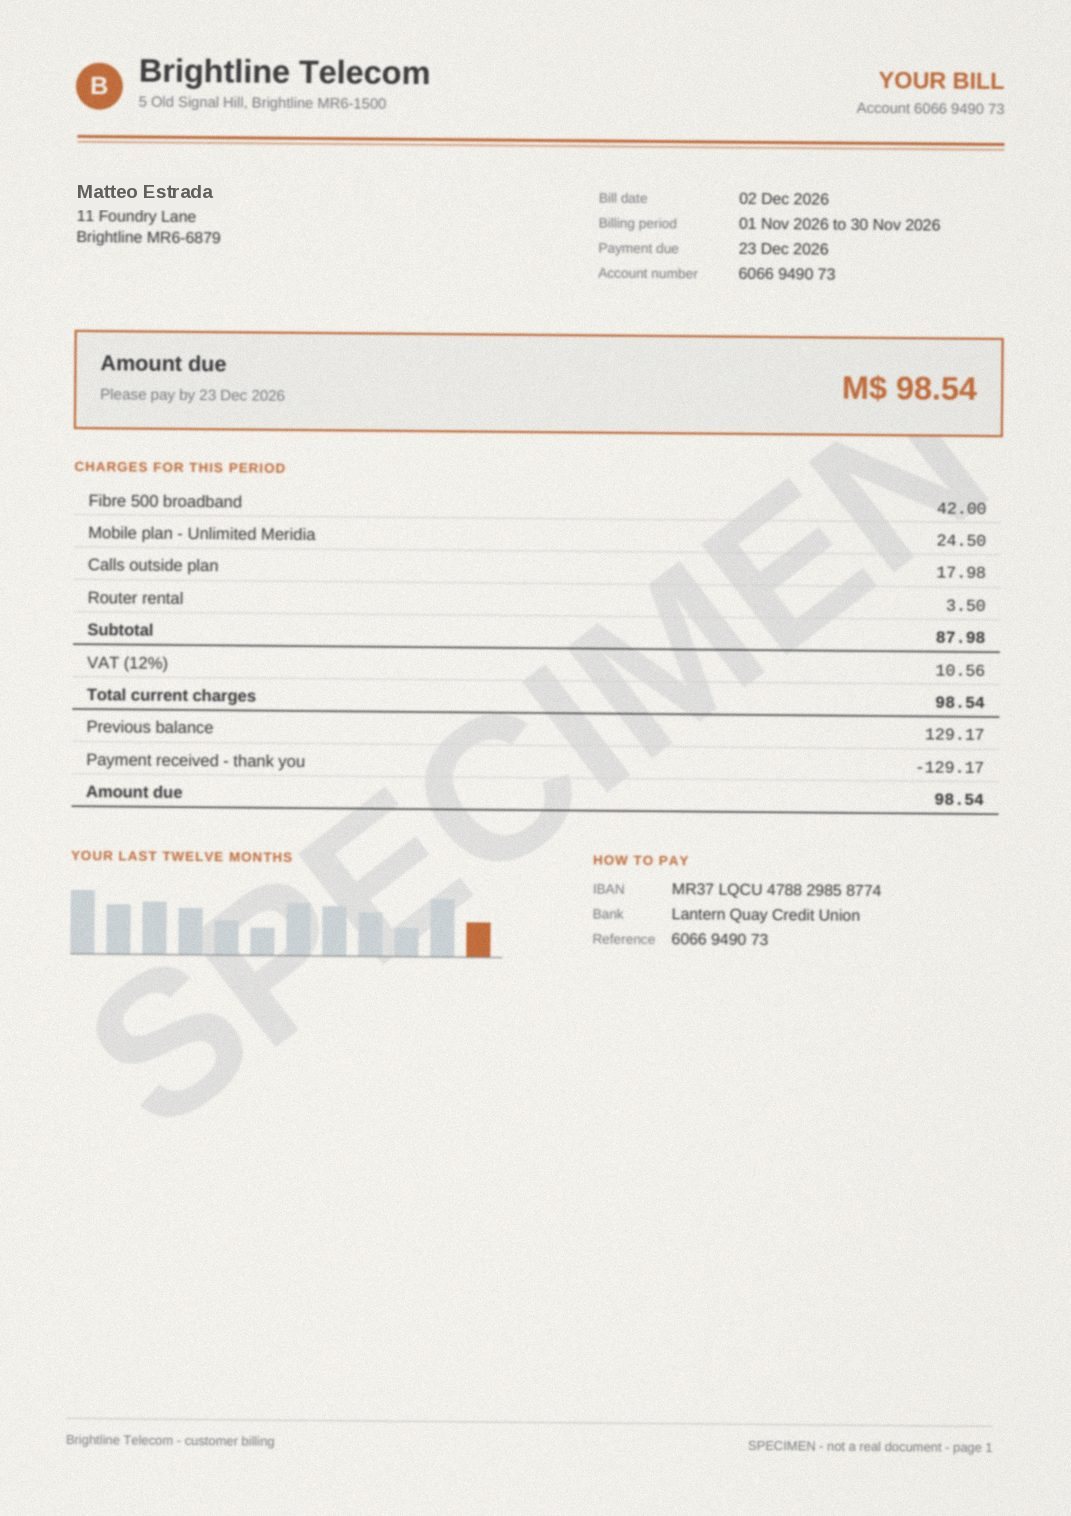 B
Brightline Telecom
5 Old Signal Hill, Brightline MR6-1500
YOUR BILL
Account 6066 9490 73
Matteo Estrada
11 Foundry Lane
Brightline MR6-6879
Bill date 02 Dec 2026
Billing period 01 Nov 2026 to 30 Nov 2026
Payment due 23 Dec 2026
Account number 6066 9490 73
Amount due
Please pay by 23 Dec 2026
M$ 98.54
CHARGES FOR THIS PERIOD
Fibre 500 broadband 42.00
Mobile plan - Unlimited Meridia 24.50
Calls outside plan 17.98
Router rental 3.50
Subtotal 87.98
VAT (12%) 10.56
Total current charges 98.54
Previous balance 129.17
Payment received - thank you -129.17
Amount due 98.54
YOUR LAST TWELVE MONTHS
HOW TO PAY
IBAN MR37 LQCU 4788 2985 8774
Bank Lantern Quay Credit Union
Reference 6066 9490 73
SPECIMEN
Brightline Telecom - customer billing
SPECIMEN - not a real document - page 1